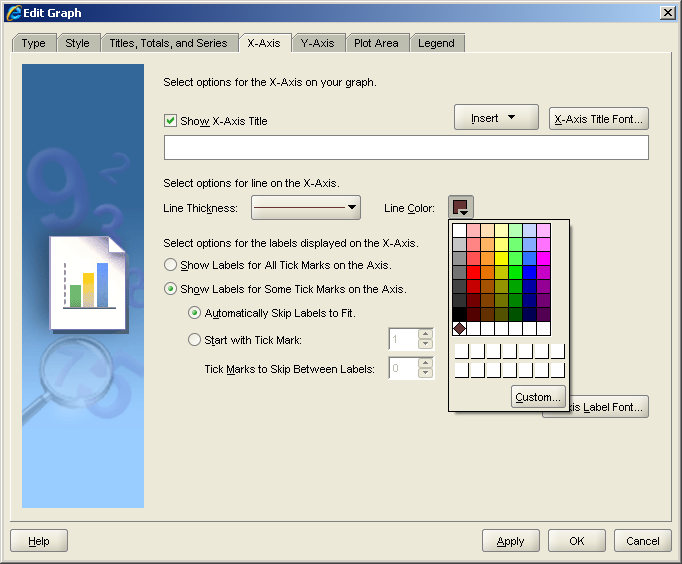 Edit Graph
Type Style Titles, Totals, and Series X-Axis Y-Axis Plot Area Legend
Select options for the X-Axis on your graph.
Show X-Axis Title Insert X-Axis Title Font...
Select options for line on the X-Axis.
Line Thickness: Line Color:
Select options for the labels displayed on the X-Axis.
Show Labels for All Tick Marks on the Axis.
Show Labels for Some Tick Marks on the Axis.
Automatically Skip Labels to Fit.
Start with Tick Mark: 1
Tick Marks to Skip Between Labels: 0
Custom...
xis Label Font...
Help Apply OK Cancel